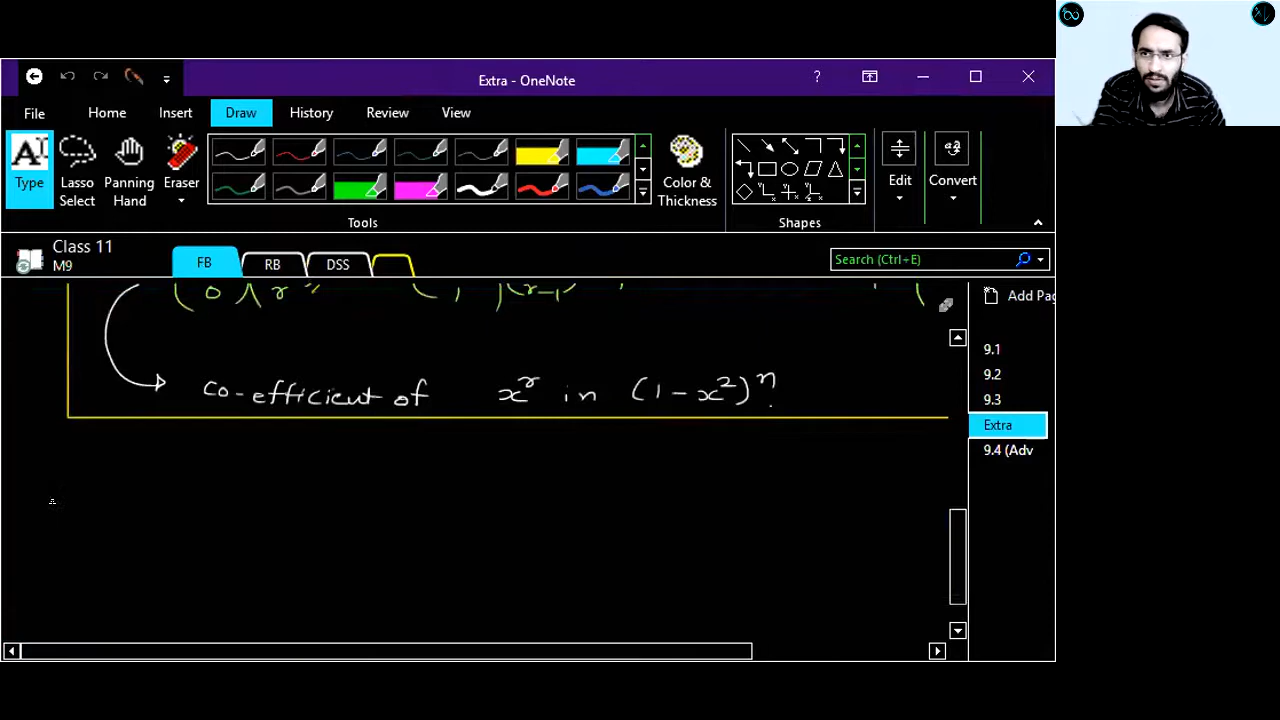 Extra - OneNote
?
File Home Insert Draw History Review View
Type Lasso Select Panning Hand Eraser Color & Thickness Edit Convert
Tools Shapes
Class 11
M9
FB RB DSS
Search (Ctrl+E)
Add Pag
9.1
9.2
9.3
Extra
9.4 (Adv
co-efficient of x^r in (1-x^2)^n